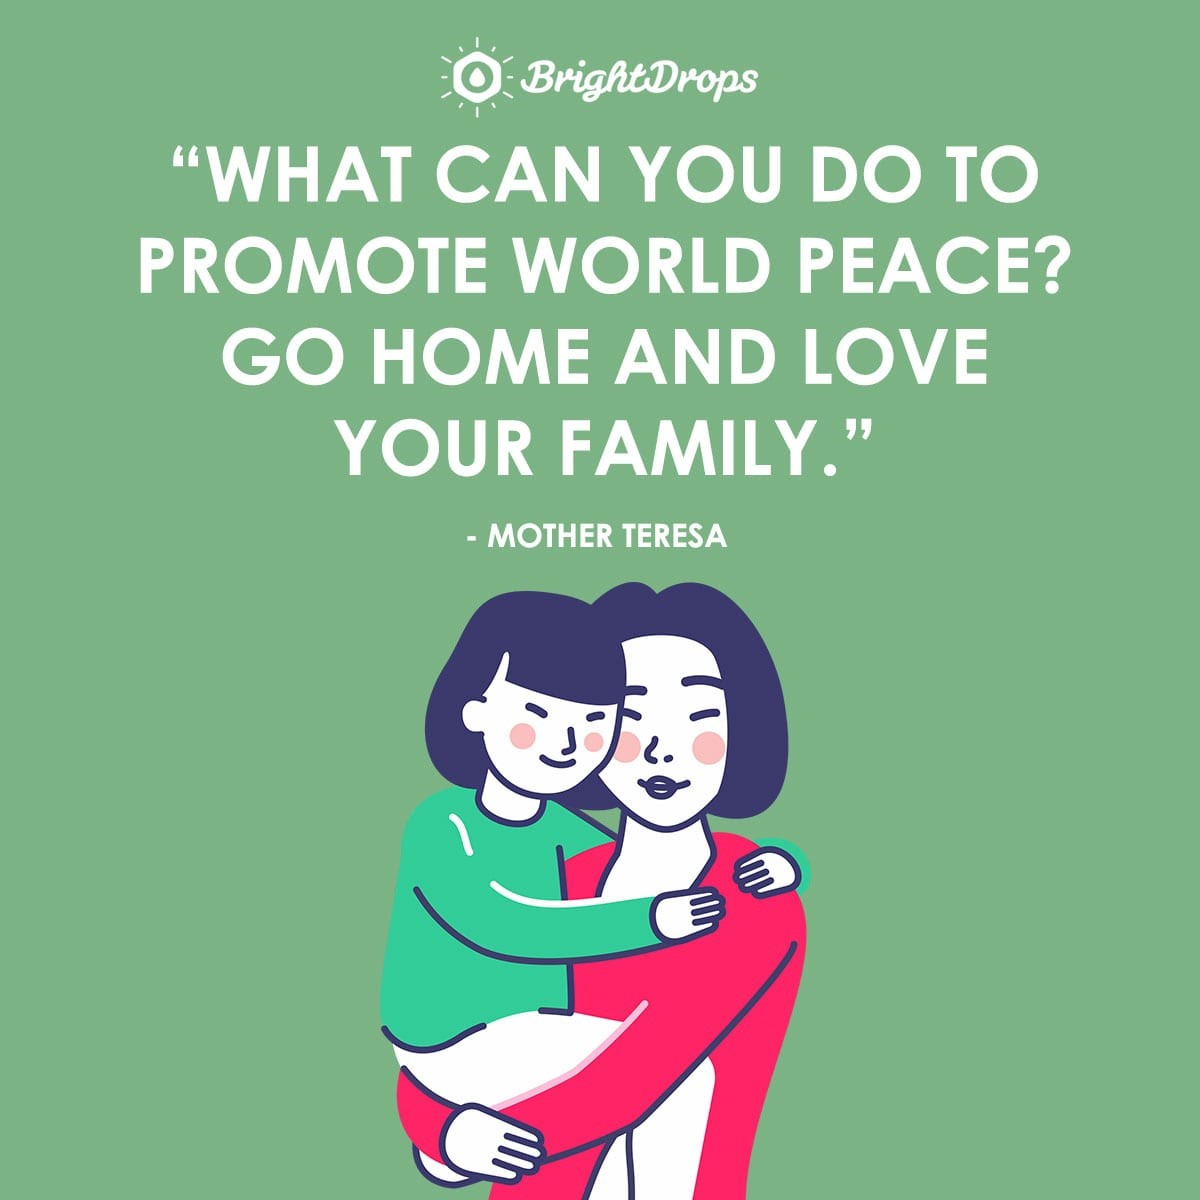 BrightDrops
“WHAT CAN YOU DO TO
PROMOTE WORLD PEACE?
GO HOME AND LOVE
YOUR FAMILY.”
- MOTHER TERESA